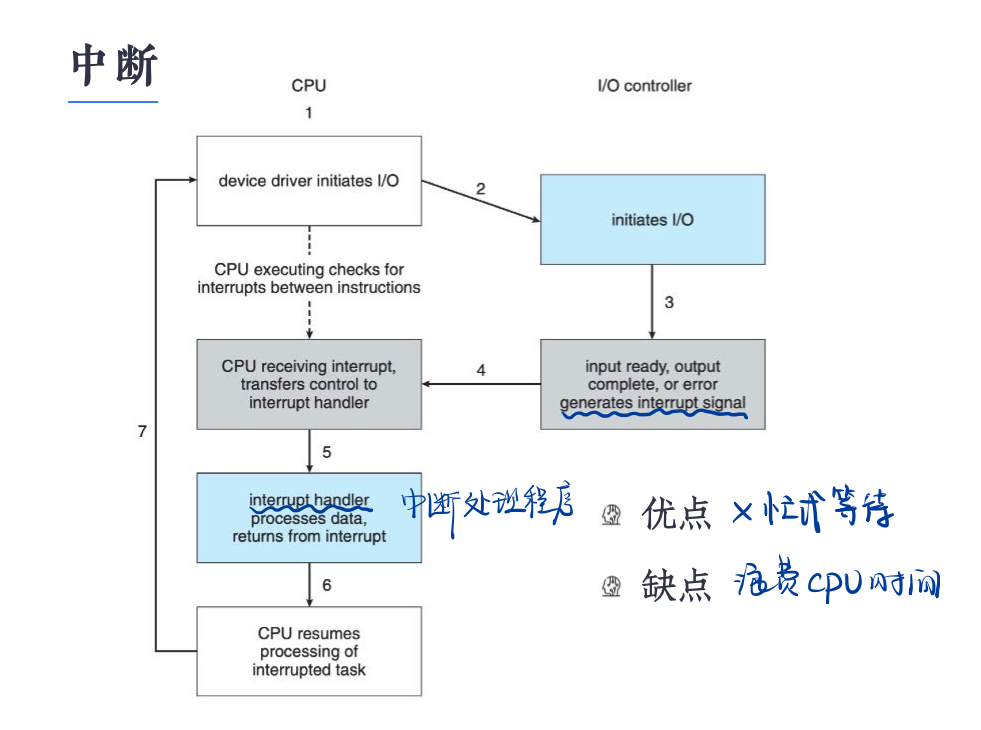 中断
CPU
I/O controller
1
device driver initiates I/O
2
initiates I/O
CPU executing checks for
interrupts between instructions
3
CPU receiving interrupt,
transfers control to
interrupt handler
4
input ready, output
complete, or error
generates interrupt signal
7
5
interrupt handler
processes data,
returns from interrupt
中断处理程序
优点 ×忙式等待
缺点 浪费CPU时间
6
CPU resumes
processing of
interrupted task